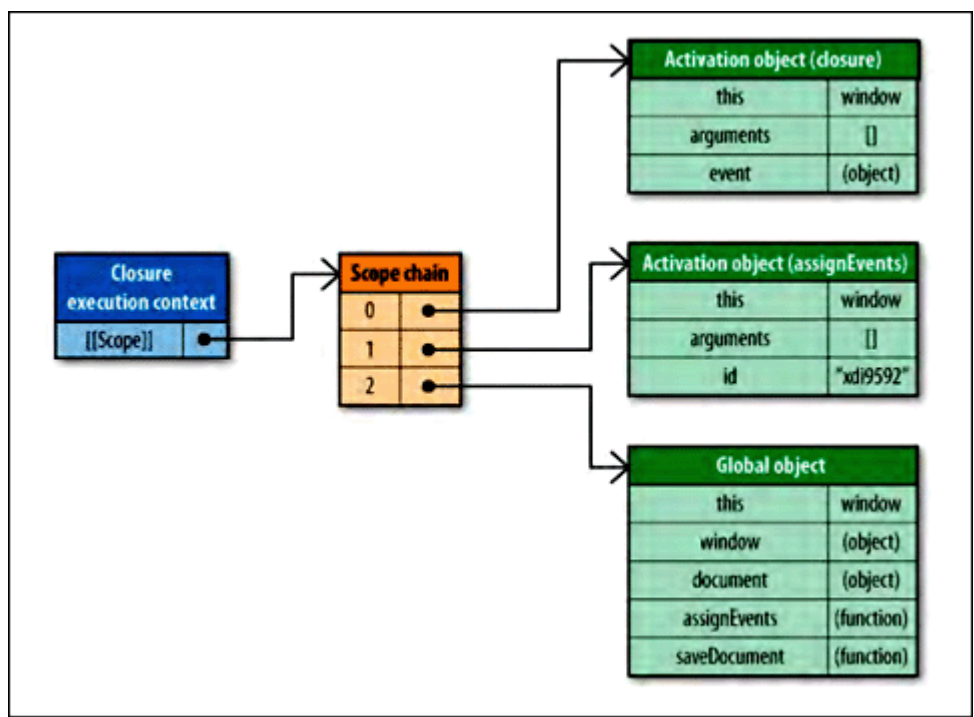 Activation object (closure)
this window
arguments []
event (object)
Closure
execution context
[[Scope]]
Scope chain
0
1
2
Activation object (assignEvents)
this window
arguments []
id "xdi9592"
Global object
this window
window (object)
document (object)
assignEvents (function)
saveDocument (function)